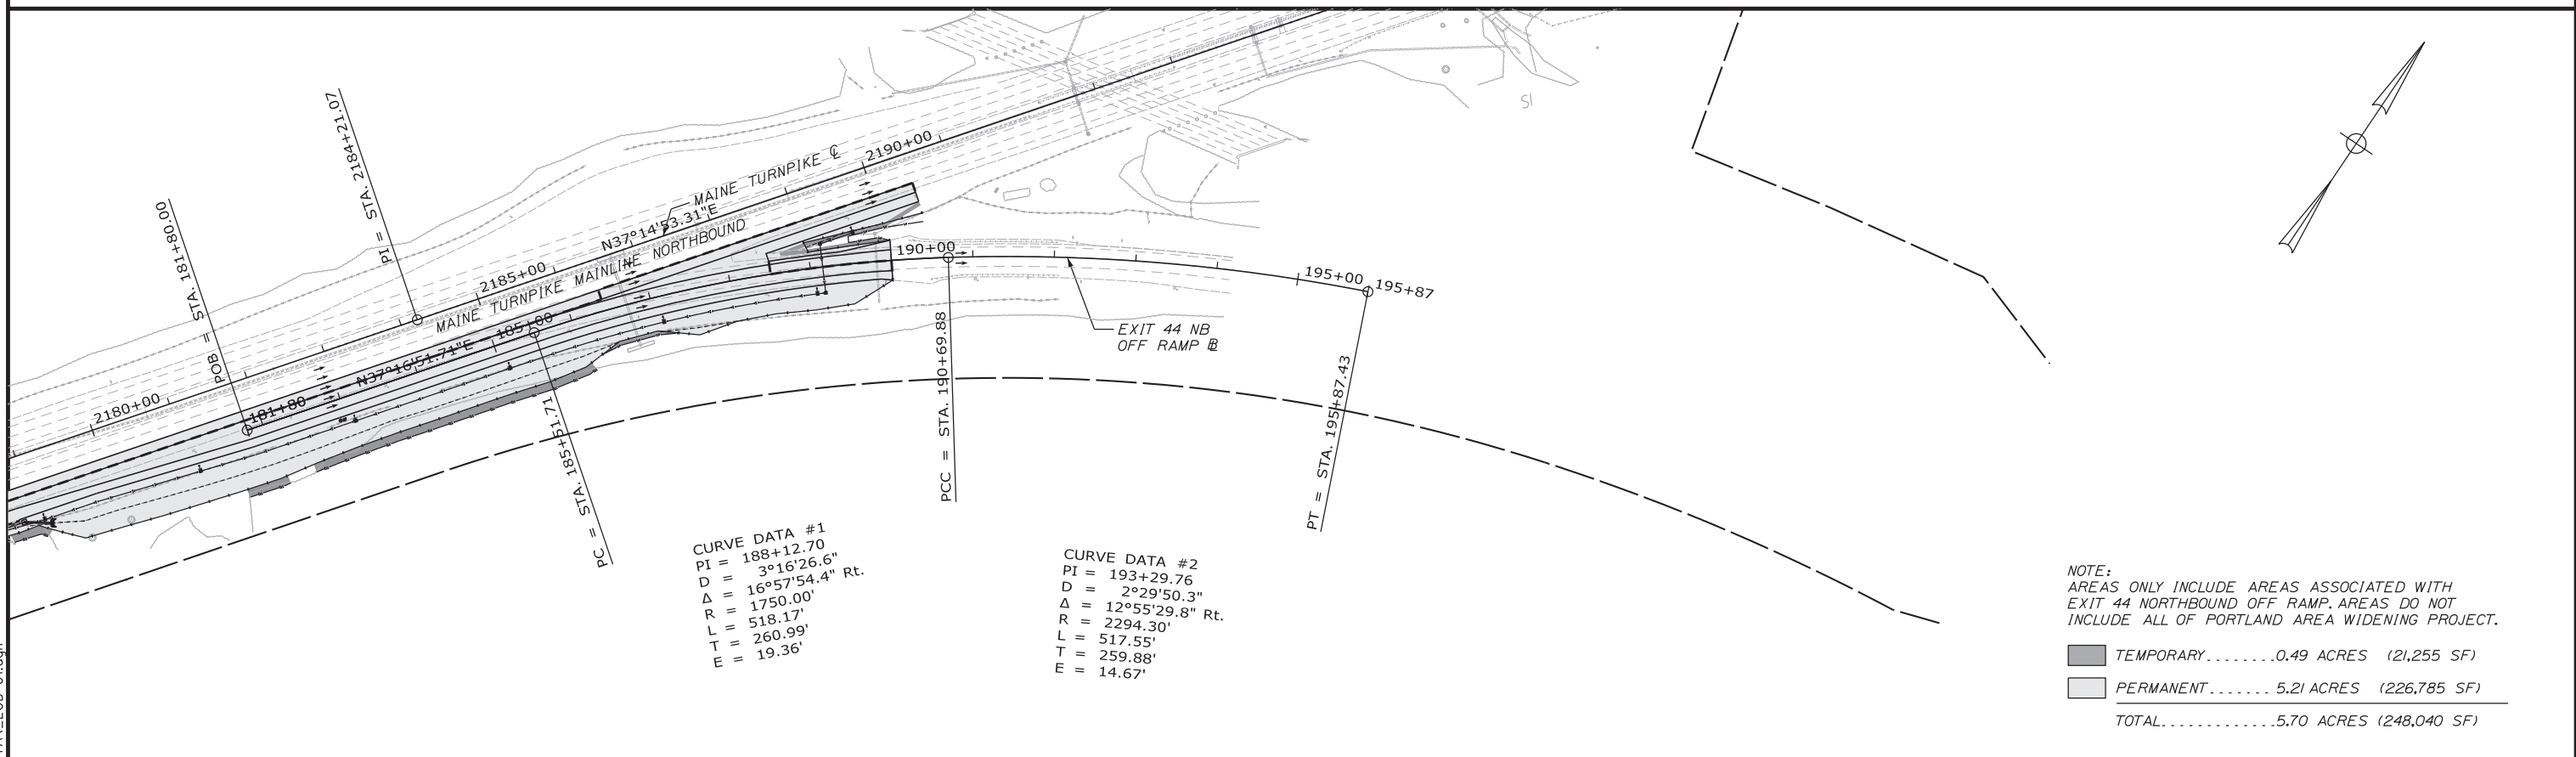 POB = STA. 181+80.00
PI = STA. 2184+21.07
MAINE TURNPIKE ℄
2190+00
N37°14'53.31"E
MAINE TURNPIKE MAINLINE NORTHBOUND
2185+00
2180+00
N37°16'51.71"E
185+00
181+80
190+00
195+00
195+87
EXIT 44 NB
OFF RAMP
PC = STA. 185+51.71
PCC = STA. 190+69.88
PT = STA. 195+87.43
CURVE DATA #1
PI = 188+12.70
D = 3°16'26.6"
Δ = 16°57'54.4" Rt.
R = 1750.00'
L = 518.17'
T = 260.99'
E = 19.36'
CURVE DATA #2
PI = 193+29.76
D = 2°29'50.3"
Δ = 12°55'29.8" Rt.
R = 2294.30'
L = 517.55'
T = 259.88'
E = 14.67'
NOTE:
AREAS ONLY INCLUDE AREAS ASSOCIATED WITH
EXIT 44 NORTHBOUND OFF RAMP. AREAS DO NOT
INCLUDE ALL OF PORTLAND AREA WIDENING PROJECT.
TEMPORARY........0.49 ACRES (21,255 SF)
PERMANENT....... 5.21 ACRES (226,785 SF)
TOTAL.............5.70 ACRES (248,040 SF)